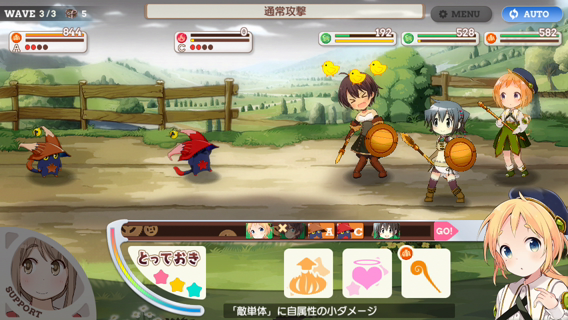 WAVE 3/3 5
通常攻撃
MENU
AUTO
844
A
0
C
192
528
582
A
C
GO!
とっておき
SUPPORT
「敵単体」に自属性の小ダメージ